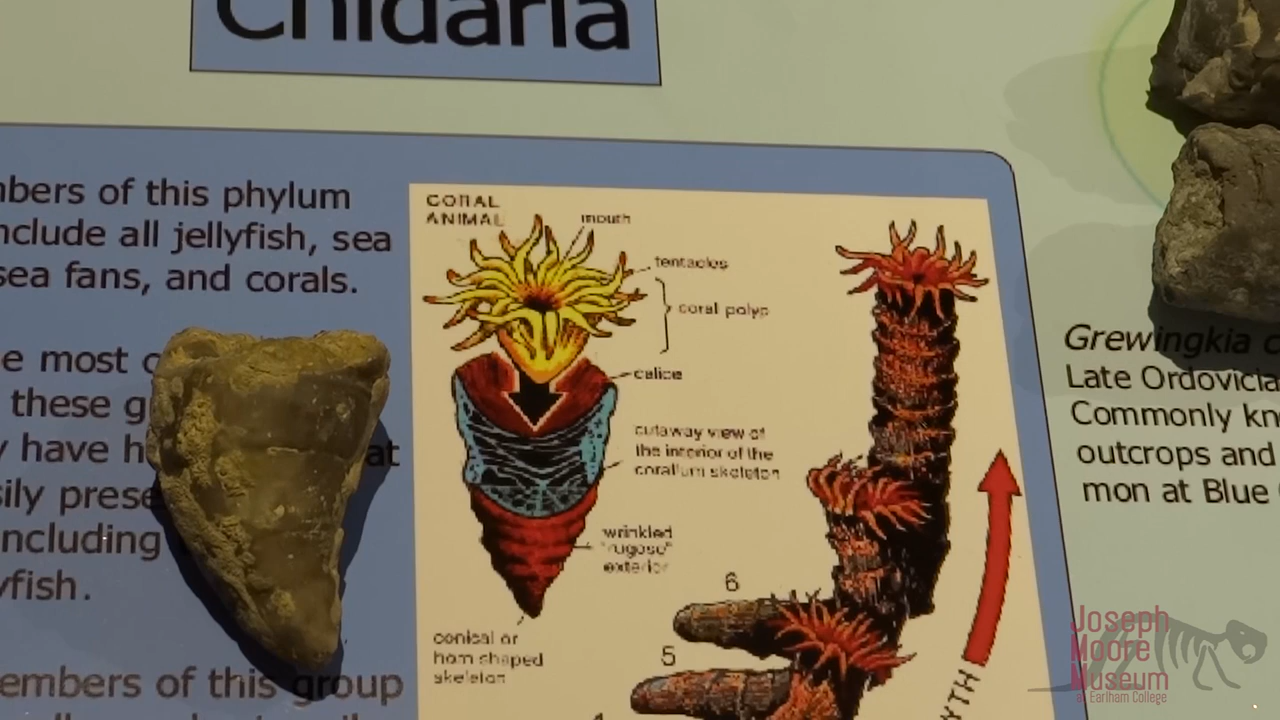 Cnidaria
mbers of this phylum
nclude all jellyfish, sea
sea fans, and corals.
e most c
these g
have h at
sily prese
including
yfish.
embers of this group
CORAL
ANIMAL
mouth
tentacles
coral polyp
calice
cutaway view of
the interior of the
corallum skeleton
wrinkled
"rugose"
exterior
conical or
horn shaped
skeleton
6
5
Grewingkia c
Late Ordovicia
Commonly kn
outcrops and
mon at Blue
Joseph
Moore
Museum
at Earlham College